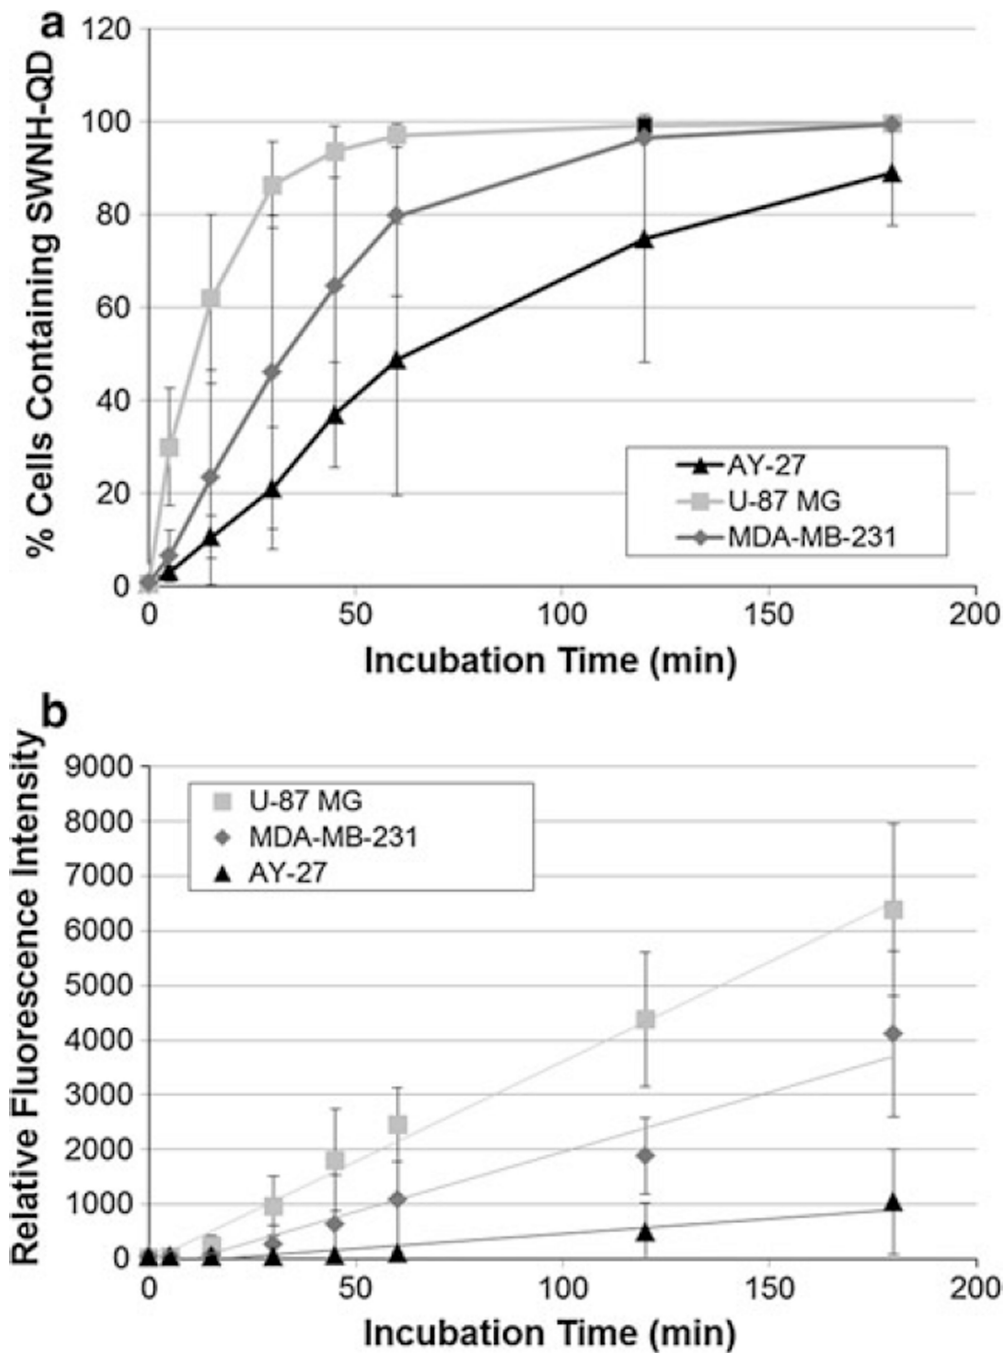 a
120
100
80
60
40
20
0
% Cells Containing SWNH-QD
AY-27
U-87 MG
MDA-MB-231
0 50 100 150 200
Incubation Time (min)
b
9000
8000
7000
6000
5000
4000
3000
2000
1000
0
Relative Fluorescence Intensity
U-87 MG
MDA-MB-231
AY-27
0 50 100 150 200
Incubation Time (min)